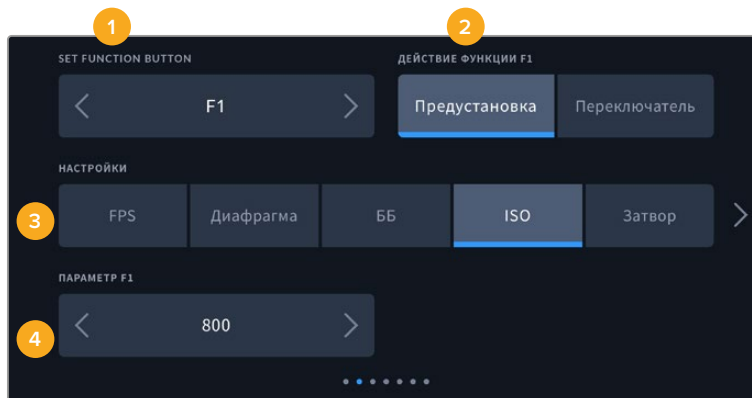 1 2
SET FUNCTION BUTTON ДЕЙСТВИЕ ФУНКЦИИ F1
F1 Предустановка Переключатель
НАСТРОЙКИ
3 FPS Диафрагма ББ ISO Затвор
ПАРАМЕТР F1
4 800